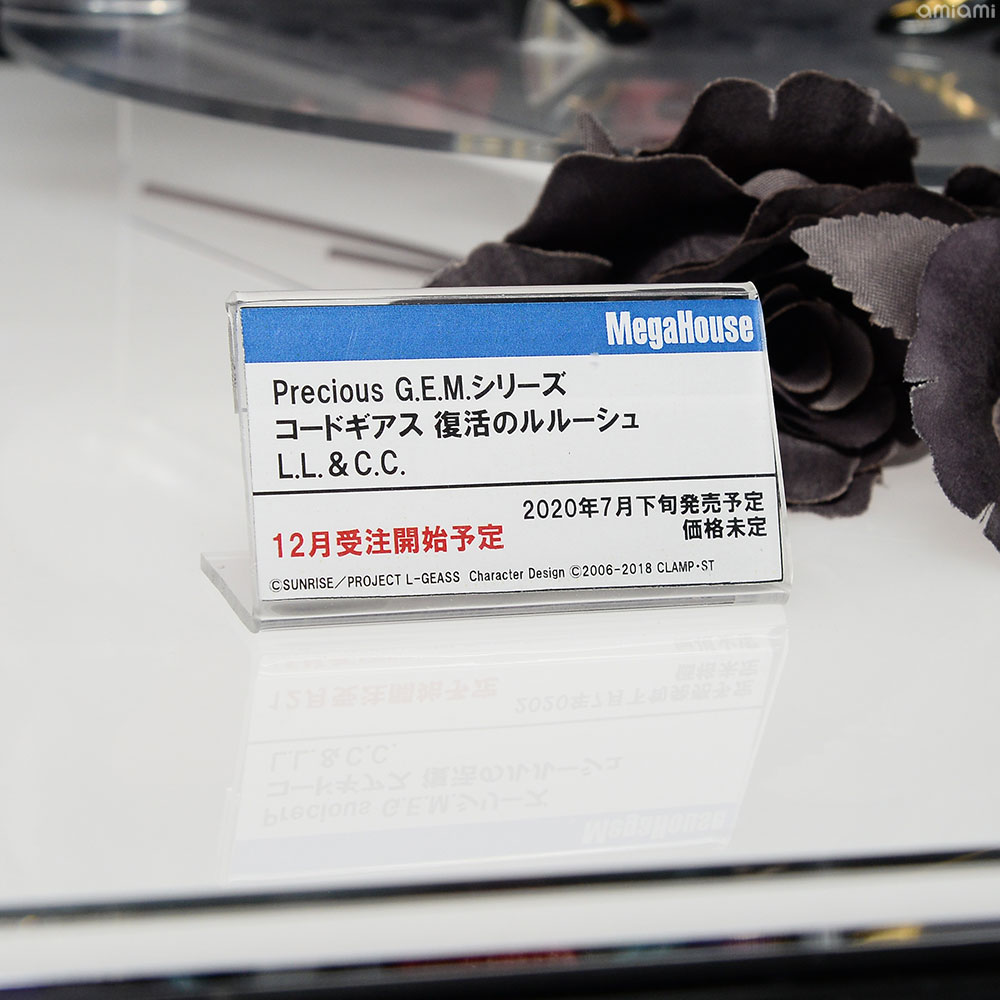 amiami
MegaHouse
Precious G.E.M.シリーズ
コードギアス 復活のルルーシュ
L.L.&C.C.
2020年7月下旬発売予定
価格未定
12月受注開始予定
©SUNRISE／PROJECT L-GEASS Character Design ©2006-2018 CLAMP・ST